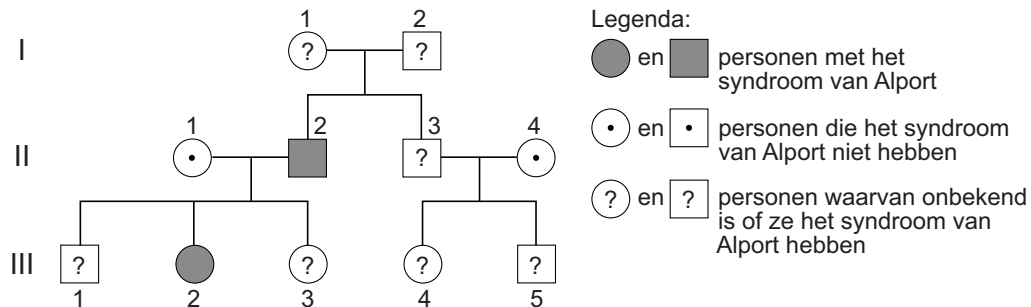 1 2
I ? ?
1 2 3 4
II ?
III ? ? ? ?
1 2 3 4 5
Legenda:
en personen met het
syndroom van Alport
en personen die het syndroom
van Alport niet hebben
? en ? personen waarvan onbekend
is of ze het syndroom van
Alport hebben